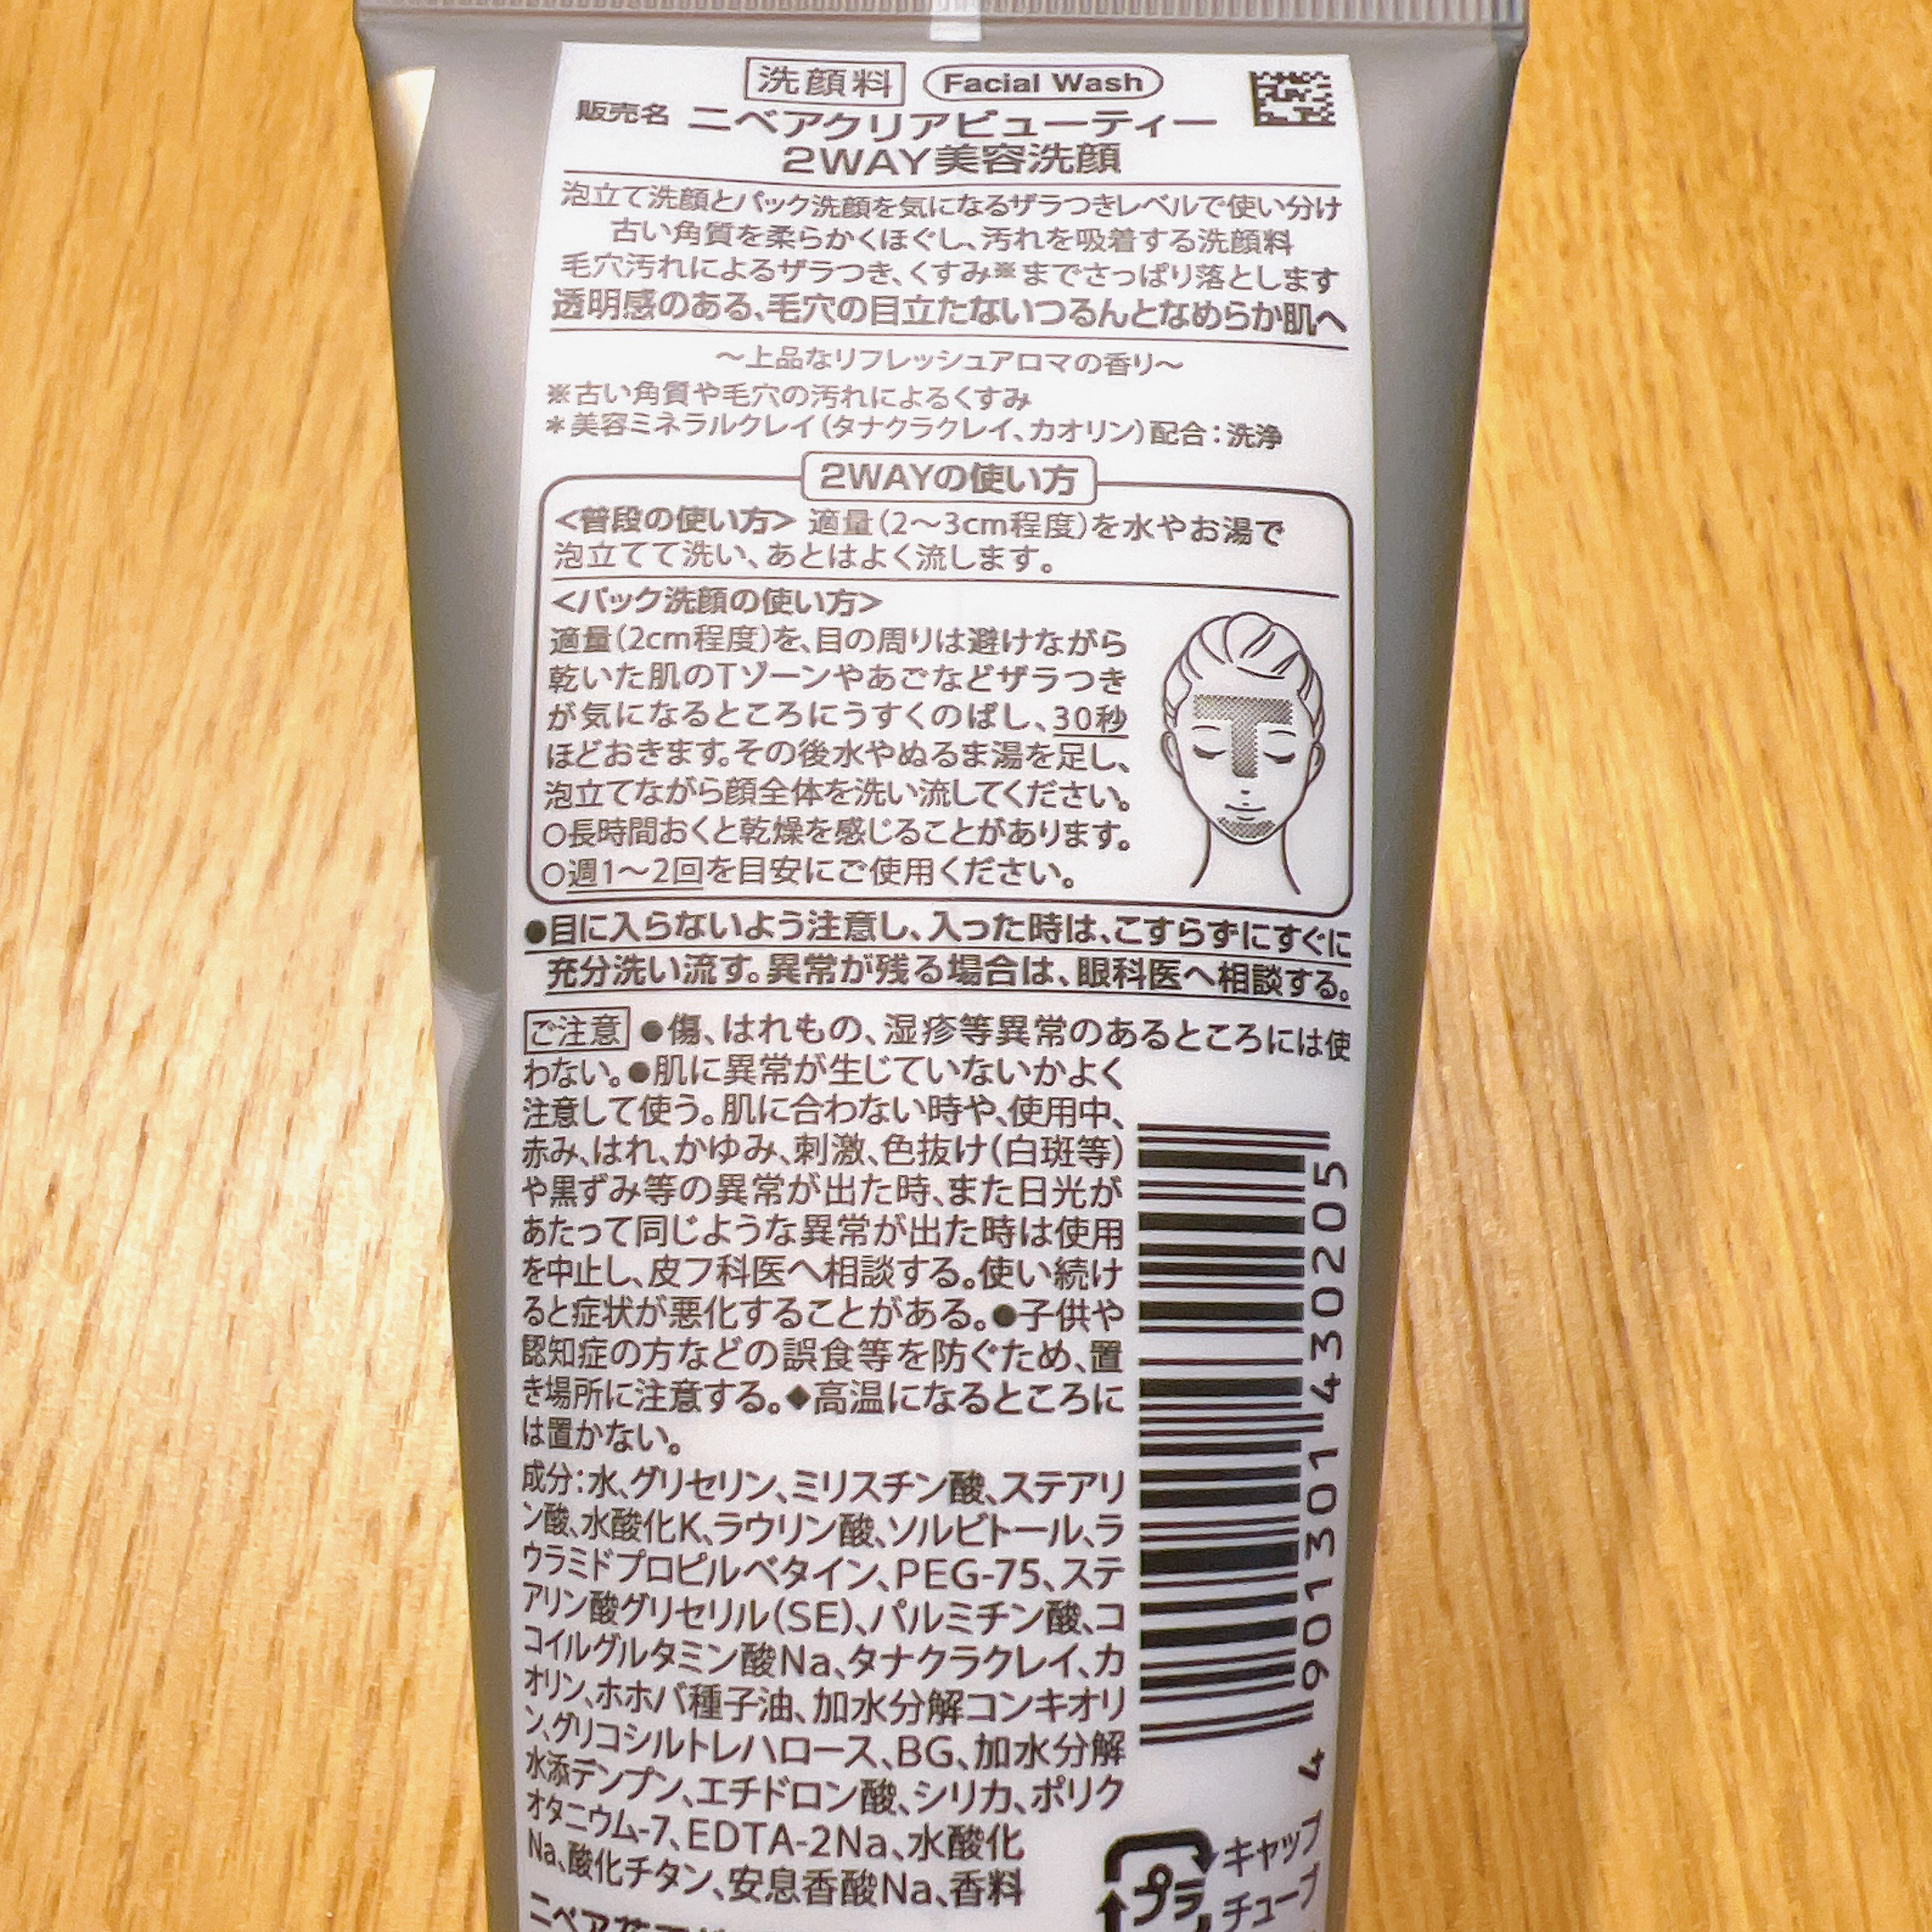 洗顔料 Facial Wash
販売名 ニベアクリアビューティー
2WAY美容洗顔
泡立て洗顔とパック洗顔を気になるザラつきレベルで使い分け
古い角質を柔らかくほぐし、汚れを吸着する洗顔料
毛穴汚れによるザラつき、くすみ※までさっぱり落とします
透明感のある、毛穴の目立たないつるんとなめらか肌へ
～上品なリフレッシュアロマの香り～
※古い角質や毛穴の汚れによるくすみ
＊美容ミネラルクレイ（タナクラクレイ、カオリン）配合：洗浄
2WAYの使い方
＜普段の使い方＞ 適量（2～3cm程度）を水やお湯で
泡立てて洗い、あとはよく流します。
＜パック洗顔の使い方＞
適量（2cm程度）を、目の周りは避けながら
乾いた肌のTゾーンやあごなどザラつき
が気になるところにうすくのばし、30秒
ほどおきます。その後水やぬるま湯を足し、
泡立てながら顔全体を洗い流してください。
○長時間おくと乾燥を感じることがあります。
○週1～2回を目安にご使用ください。
●目に入らないよう注意し、入った時は、こすらずにすぐに
充分洗い流す。異常が残る場合は、眼科医へ相談する。
ご注意 ●傷、はれもの、湿疹等異常のあるところには使
わない。●肌に異常が生じていないかよく
注意して使う。肌に合わない時や、使用中、
赤み、はれ、かゆみ、刺激、色抜け（白斑等）
や黒ずみ等の異常が出た時、また日光が
あたって同じような異常が出た時は使用
を中止し、皮フ科医へ相談する。使い続け
ると症状が悪化することがある。●子供や
認知症の方などの誤食等を防ぐため、置
き場所に注意する。◆高温になるところに
は置かない。
成分：水、グリセリン、ミリスチン酸、ステアリ
ン酸、水酸化K、ラウリン酸、ソルビトール、ラ
ウラミドプロピルベタイン、PEG-75、ステ
アリン酸グリセリル（SE）、パルミチン酸、コ
コイルグルタミン酸Na、タナクラクレイ、カ
オリン、ホホバ種子油、加水分解コンキオリ
ン、グリコシルトレハロース、BG、加水分解
水添デンプン、エチドロン酸、シリカ、ポリク
オタニウム-7、EDTA-2Na、水酸化
Na、酸化チタン、安息香酸Na、香料
4 901301 430205
プラ
キャップ
チューブ